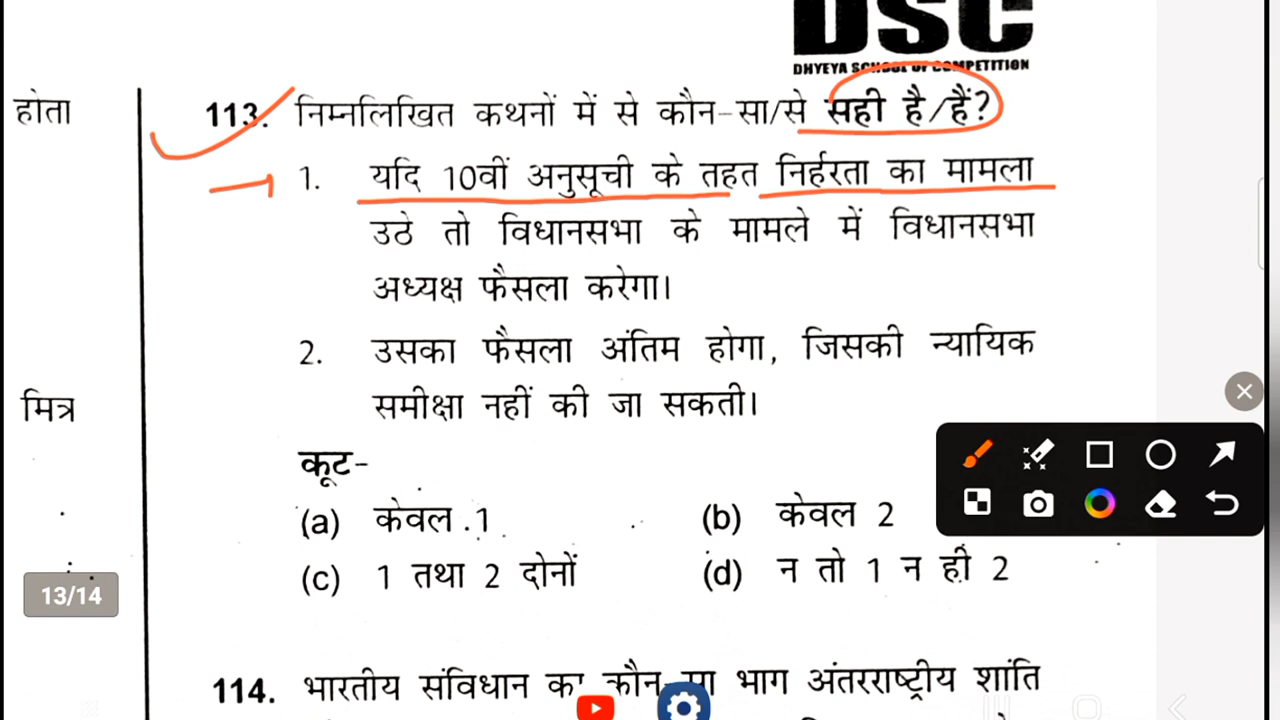 DSC
DHYEYA SCHOOL OF COMPETITION
होता
113. निम्नलिखित कथनों में से कौन-सा/से सही है/हैं?
1. यदि 10वीं अनुसूची के तहत निर्हरता का मामला
उठे तो विधानसभा के मामले में विधानसभा
अध्यक्ष फैसला करेगा।
2. उसका फैसला अंतिम होगा, जिसकी न्यायिक
समीक्षा नहीं की जा सकती।
मित्र
कूट-
(a) केवल 1 (b) केवल 2
(c) 1 तथा 2 दोनों (d) न तो 1 न ही 2
13/14
114. भारतीय संविधान का कौन-सा भाग अंतरराष्ट्रीय शांति